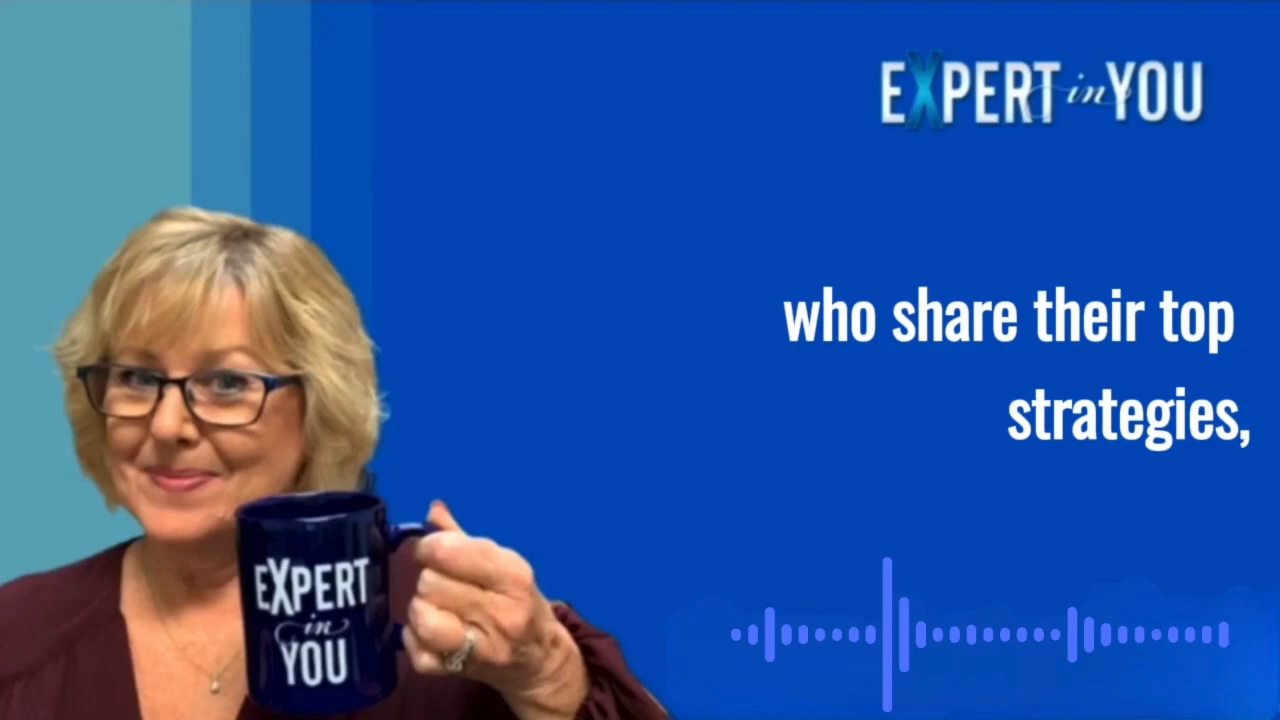 EXPERT in YOU
who share their top
strategies,
EXPERT
in
YOU